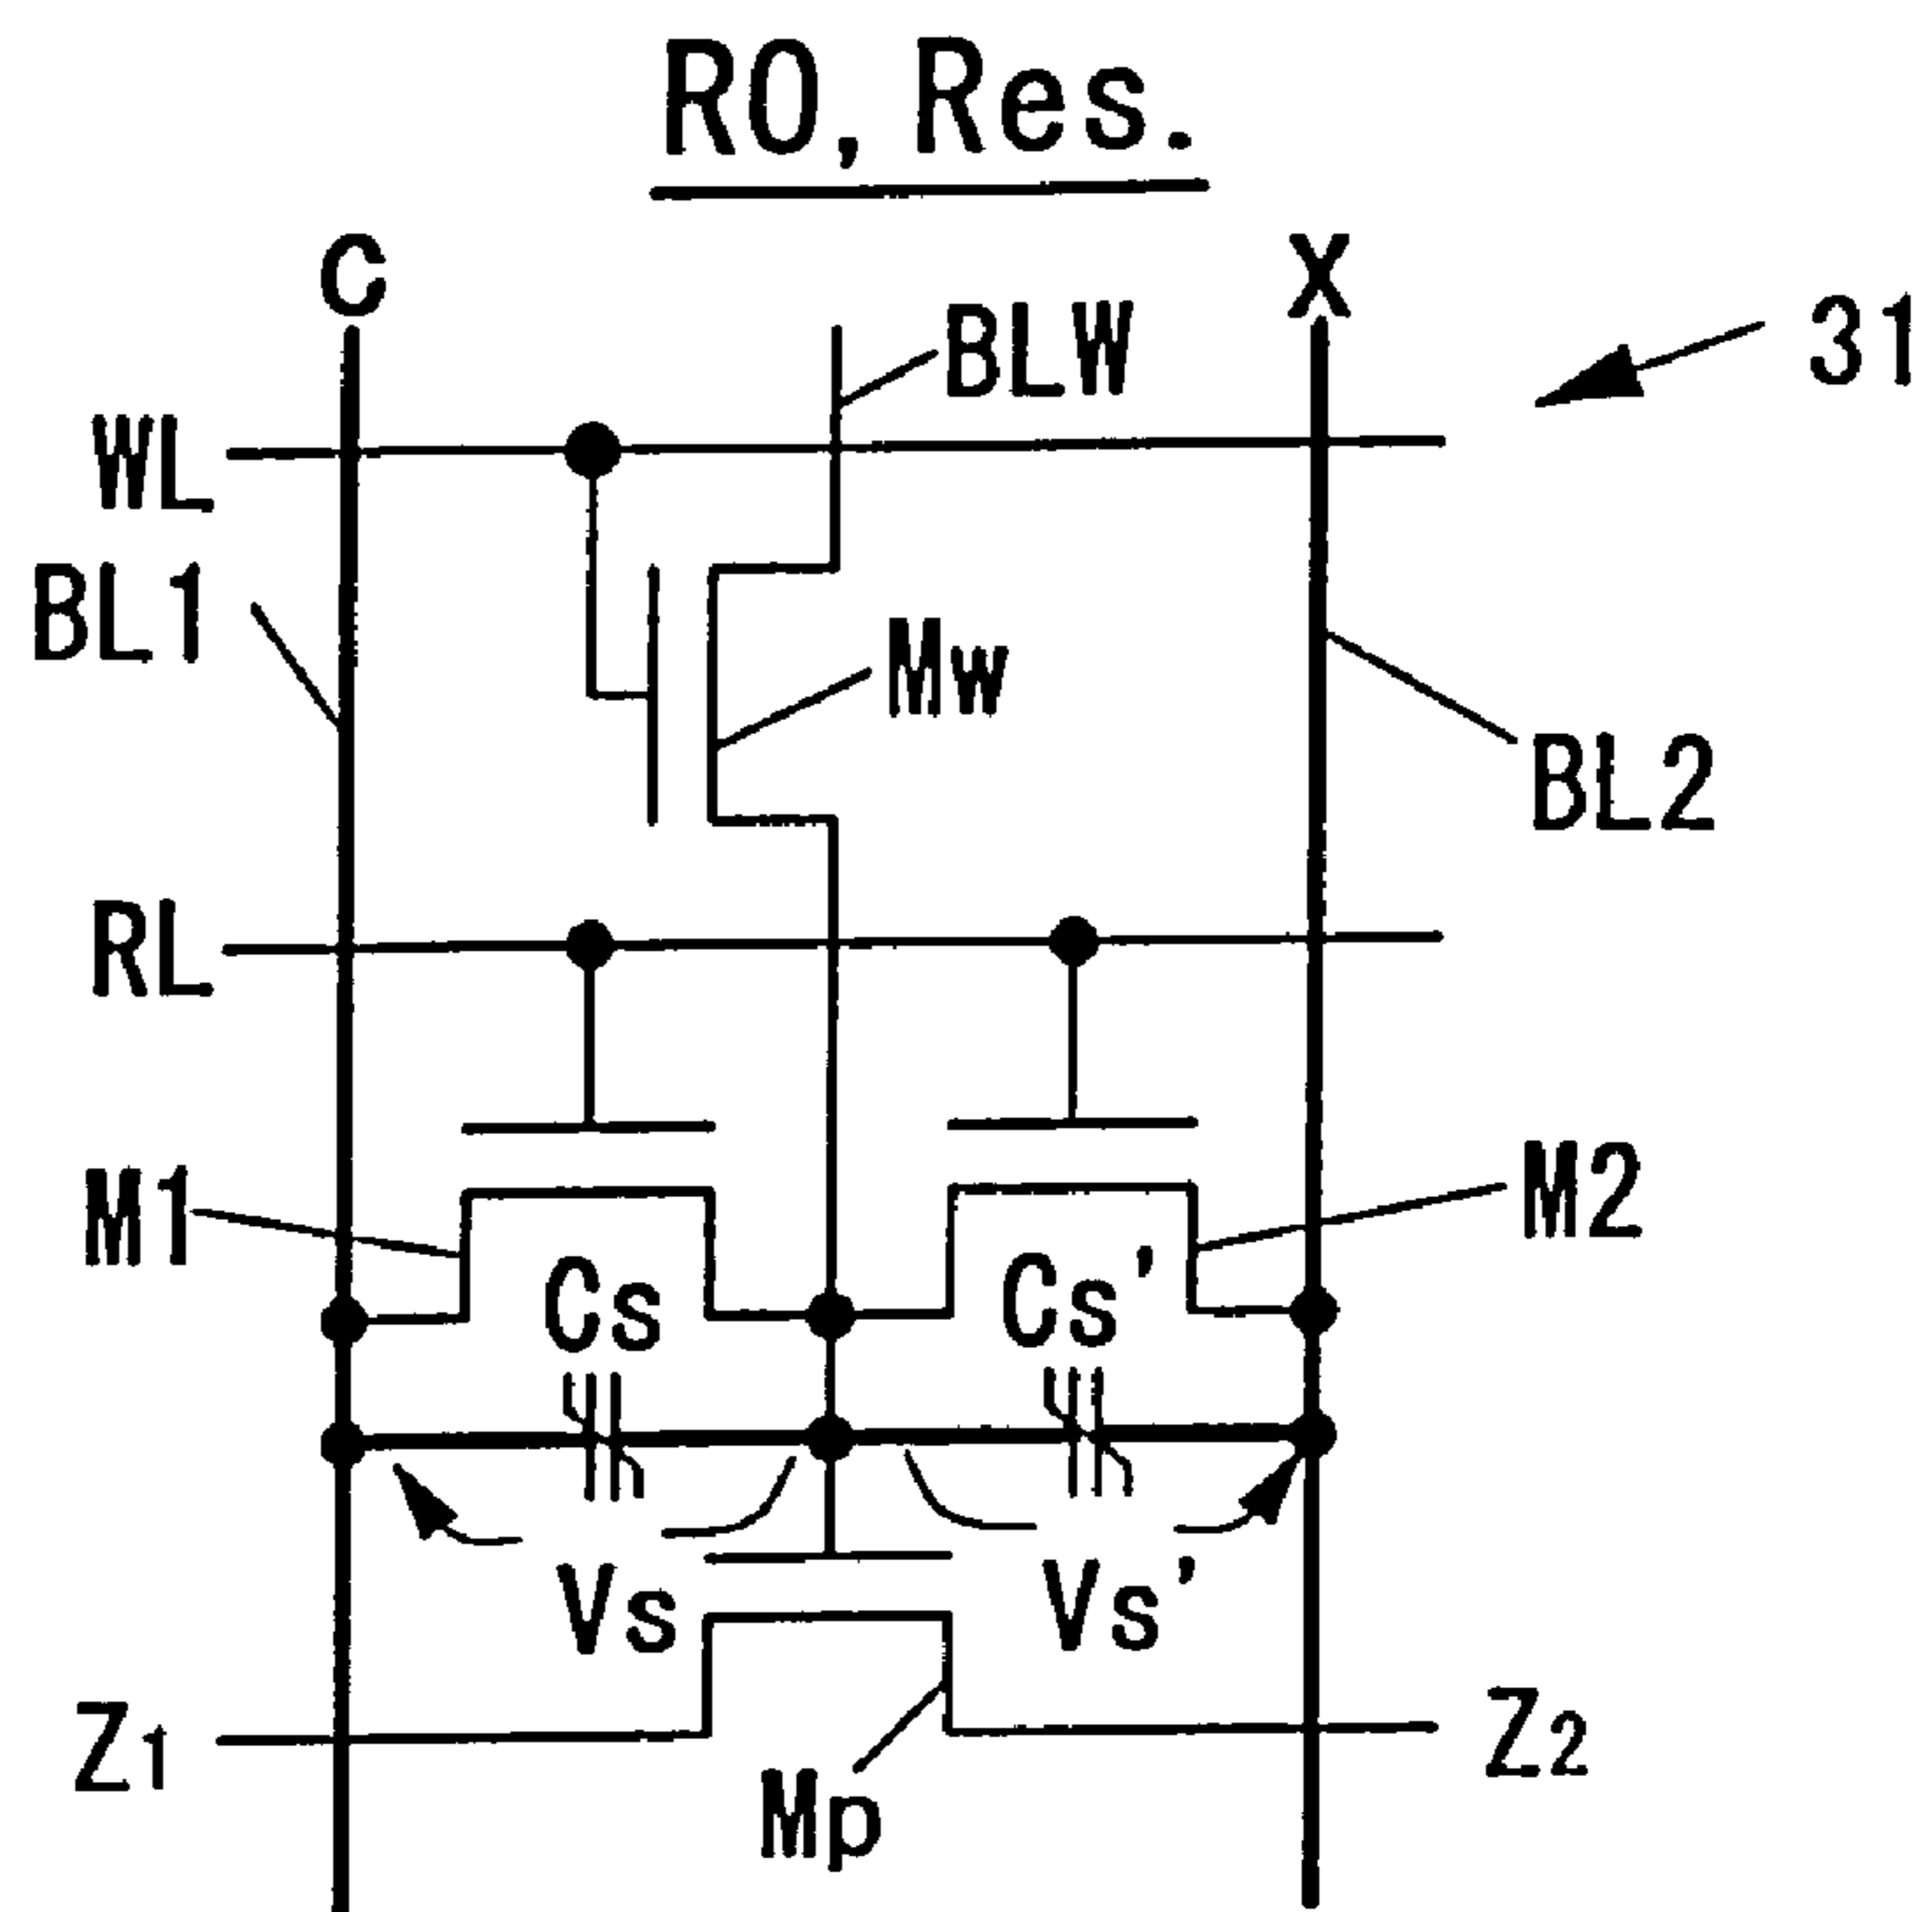 RO, Res.
C
X
BLW
31
WL
BL1
Mw
BL2
RL
M1
M2
Cs
Cs'
Vs
Vs'
Z1
Z2
Mp